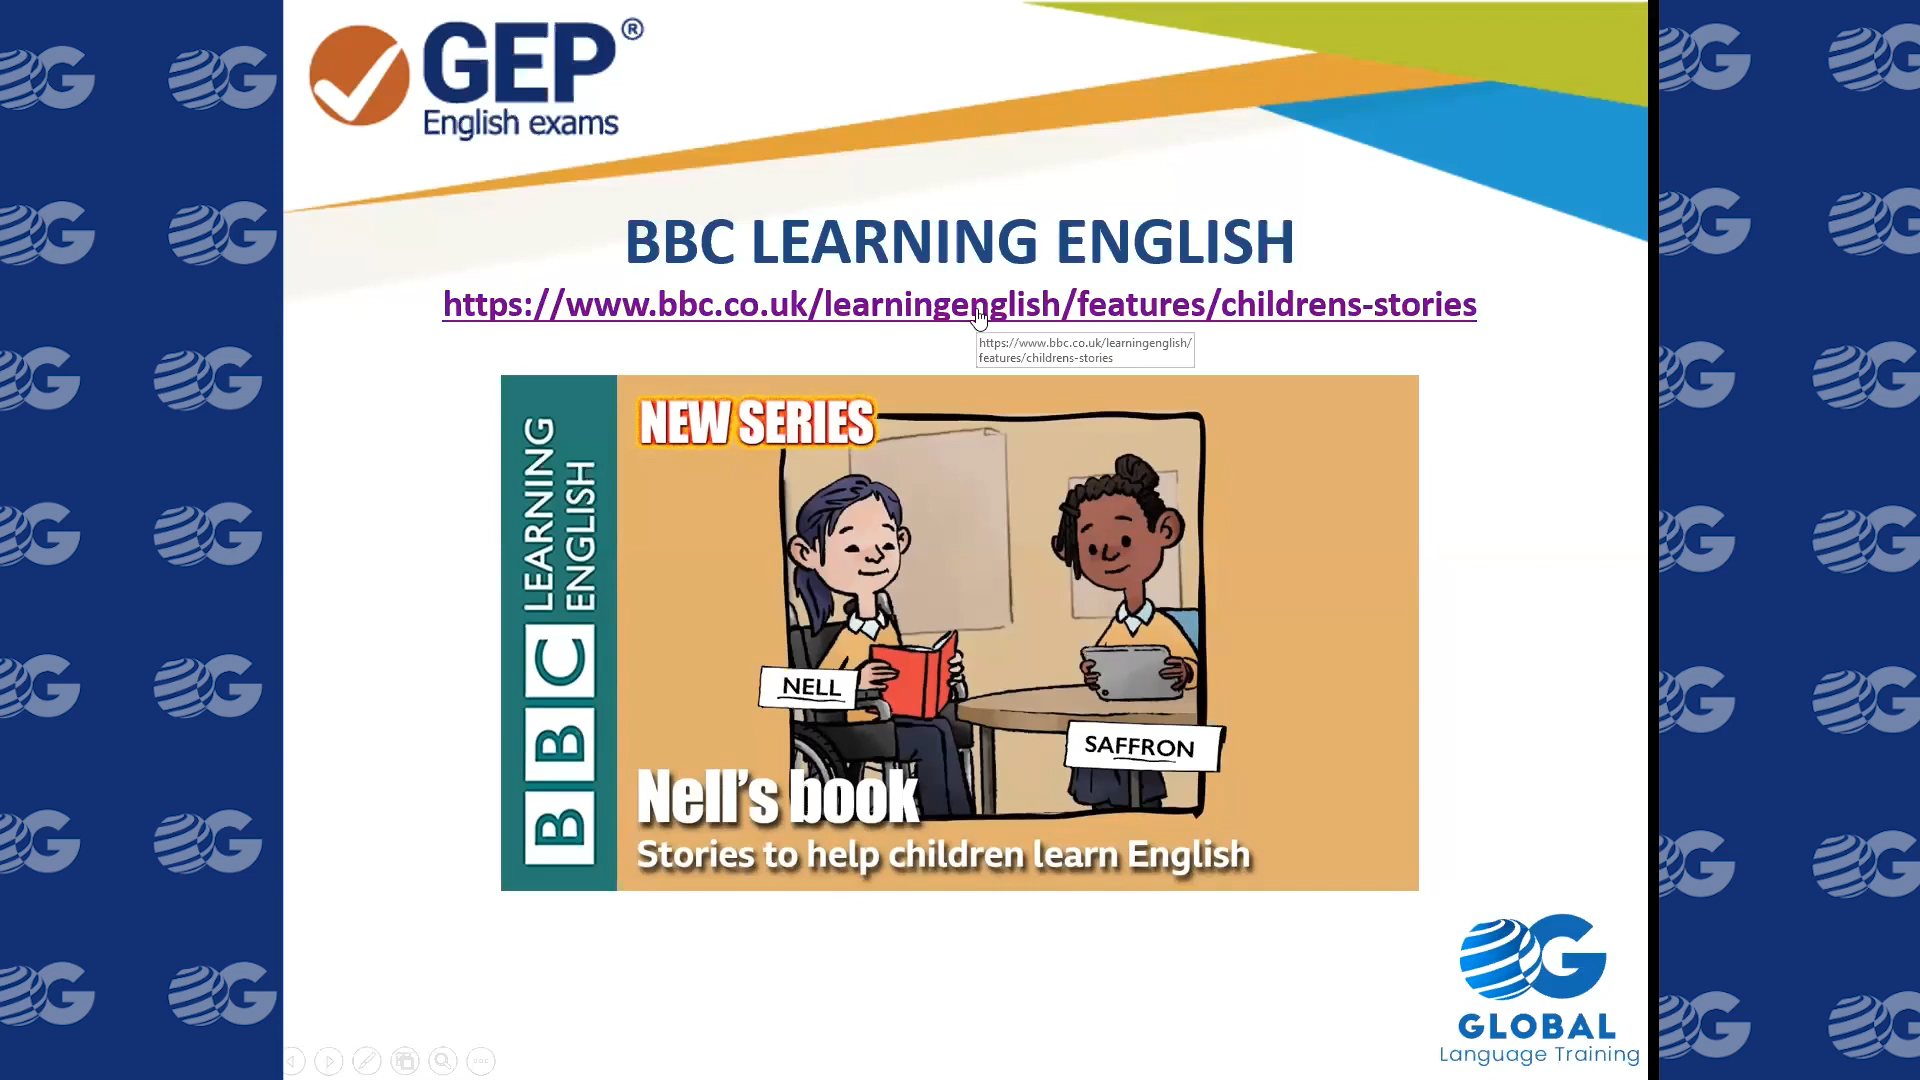 GEP®
English exams
BBC LEARNING ENGLISH
https://www.bbc.co.uk/learningenglish/features/childrens-stories
https://www.bbc.co.uk/learningenglish/
features/childrens-stories
BBC LEARNING
ENGLISH
NEW SERIES
NELL
SAFFRON
Nell's book
Stories to help children learn English
G
GLOBAL
Language Training